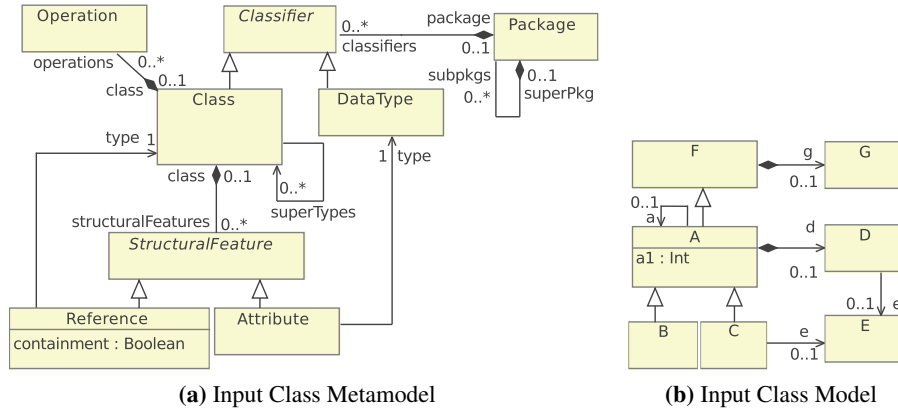 Operation
Classifier
Package
operations
0..*
class
0..1
0..*
classifiers
package
0..1
subpkgs
0..*
0..1
superPkg
Class
DataType
type
1
class
0..1
0..*
superTypes
1
type
structuralFeatures
0..*
StructuralFeature
Reference
containment : Boolean
Attribute
(a) Input Class Metamodel
F
g
0..1
G
0..1
a
A
a1 : Int
d
0..1
D
0..1
e
B
C
e
0..1
E
(b) Input Class Model